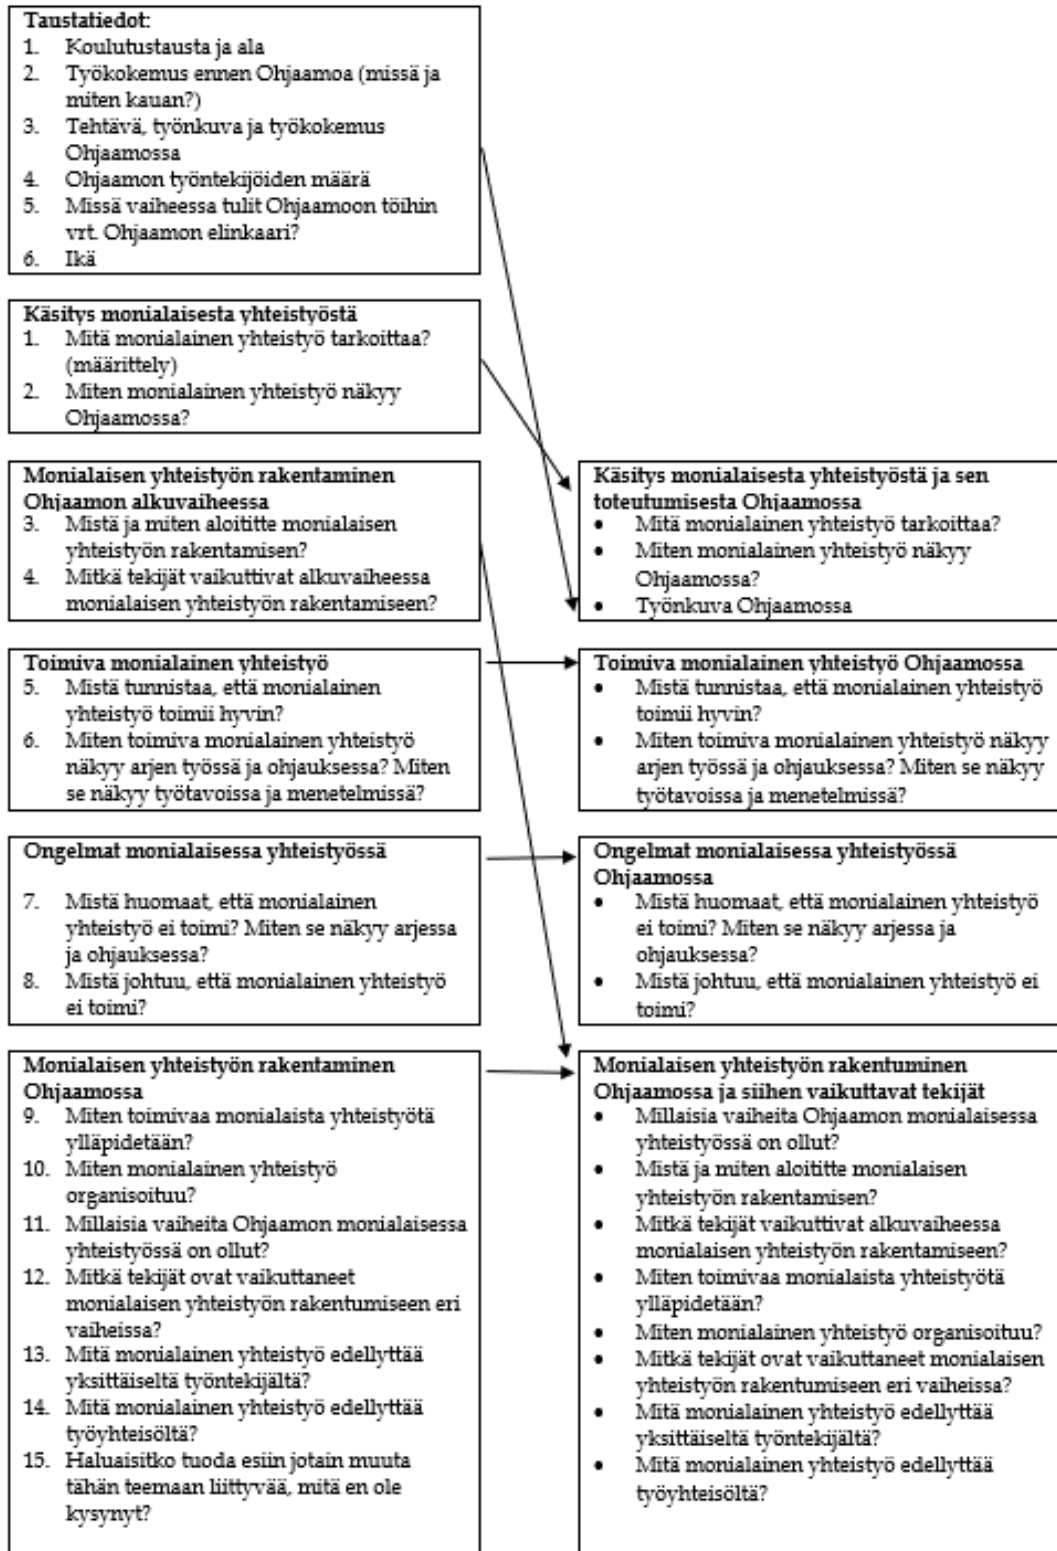 Taustatiedot:
1. Koulutustausta ja ala
2. Työkokemus ennen Ohjaamoa (missä ja
miten kauan?)
3. Tehtävä, työnkuva ja työkokemus
Ohjaamossa
4. Ohjaamon työntekijöiden määrä
5. Missä vaiheessa tulit Ohjaamoon töihin
vrt. Ohjaamon elinkaari?
6. Ikä
Käsitys monialaisesta yhteistyöstä
1. Mitä monialainen yhteistyö tarkoittaa?
(määrittely)
2. Miten monialainen yhteistyö näkyy
Ohjaamossa?
Monialaisen yhteistyön rakentaminen
Ohjaamon alkuvaiheessa
3. Mistä ja miten aloititte monialaisen
yhteistyön rakentamisen?
4. Mitkä tekijät vaikuttivat alkuvaiheessa
monialaisen yhteistyön rakentamiseen?
Toimiva monialainen yhteistyö
5. Mistä tunnistaa, että monialainen
yhteistyö toimii hyvin?
6. Miten toimiva monialainen yhteistyö
näkyy arjen työssä ja ohjauksessa? Miten
se näkyy työtavoissa ja menetelmissä?
Ongelmat monialaisessa yhteistyössä
7. Mistä huomaat, että monialainen
yhteistyö ei toimi? Miten se näkyy arjessa
ja ohjauksessa?
8. Mistä johtuu, että monialainen yhteistyö
ei toimi?
Monialaisen yhteistyön rakentaminen
Ohjaamossa
9. Miten toimivaa monialaista yhteistyötä
ylläpidetään?
10. Miten monialainen yhteistyö
organisoituu?
11. Millaisia vaiheita Ohjaamon monialaisessa
yhteistyössä on ollut?
12. Mitkä tekijät ovat vaikuttaneet
monialaisen yhteistyön rakentumiseen eri
vaiheissa?
13. Mitä monialainen yhteistyö edellyttää
yksittäiseltä työntekijältä?
14. Mitä monialainen yhteistyö edellyttää
työyhteisöltä?
15. Haluaisitko tuoda esiin jotain muuta
tähän teemaan liittyvää, mitä en ole
kysynyt?
Käsitys monialaisesta yhteistyöstä ja sen
toteutumisesta Ohjaamossa
• Mitä monialainen yhteistyö tarkoittaa?
• Miten monialainen yhteistyö näkyy
Ohjaamossa?
• Työnkuva Ohjaamossa
Toimiva monialainen yhteistyö Ohjaamossa
• Mistä tunnistaa, että monialainen yhteistyö
toimii hyvin?
• Miten toimiva monialainen yhteistyö näkyy
arjen työssä ja ohjauksessa? Miten se näkyy
työtavoissa ja menetelmissä?
Ongelmat monialaisessa yhteistyössä
Ohjaamossa
• Mistä huomaat, että monialainen yhteistyö
ei toimi? Miten se näkyy arjessa ja
ohjauksessa?
• Mistä johtuu, että monialainen yhteistyö ei
toimi?
Monialaisen yhteistyön rakentuminen
Ohjaamossa ja siihen vaikuttavat tekijät
• Millaisia vaiheita Ohjaamon monialaisessa
yhteistyössä on ollut?
• Mistä ja miten aloititte monialaisen
yhteistyön rakentamisen?
• Mitkä tekijät vaikuttivat alkuvaiheessa
monialaisen yhteistyön rakentamiseen?
• Miten toimivaa monialaista yhteistyötä
ylläpidetään?
• Miten monialainen yhteistyö organisoituu?
• Mitkä tekijät ovat vaikuttaneet monialaisen
yhteistyön rakentumiseen eri vaiheissa?
• Mitä monialainen yhteistyö edellyttää
yksittäiseltä työntekijältä?
• Mitä monialainen yhteistyö edellyttää
työyhteisöltä?